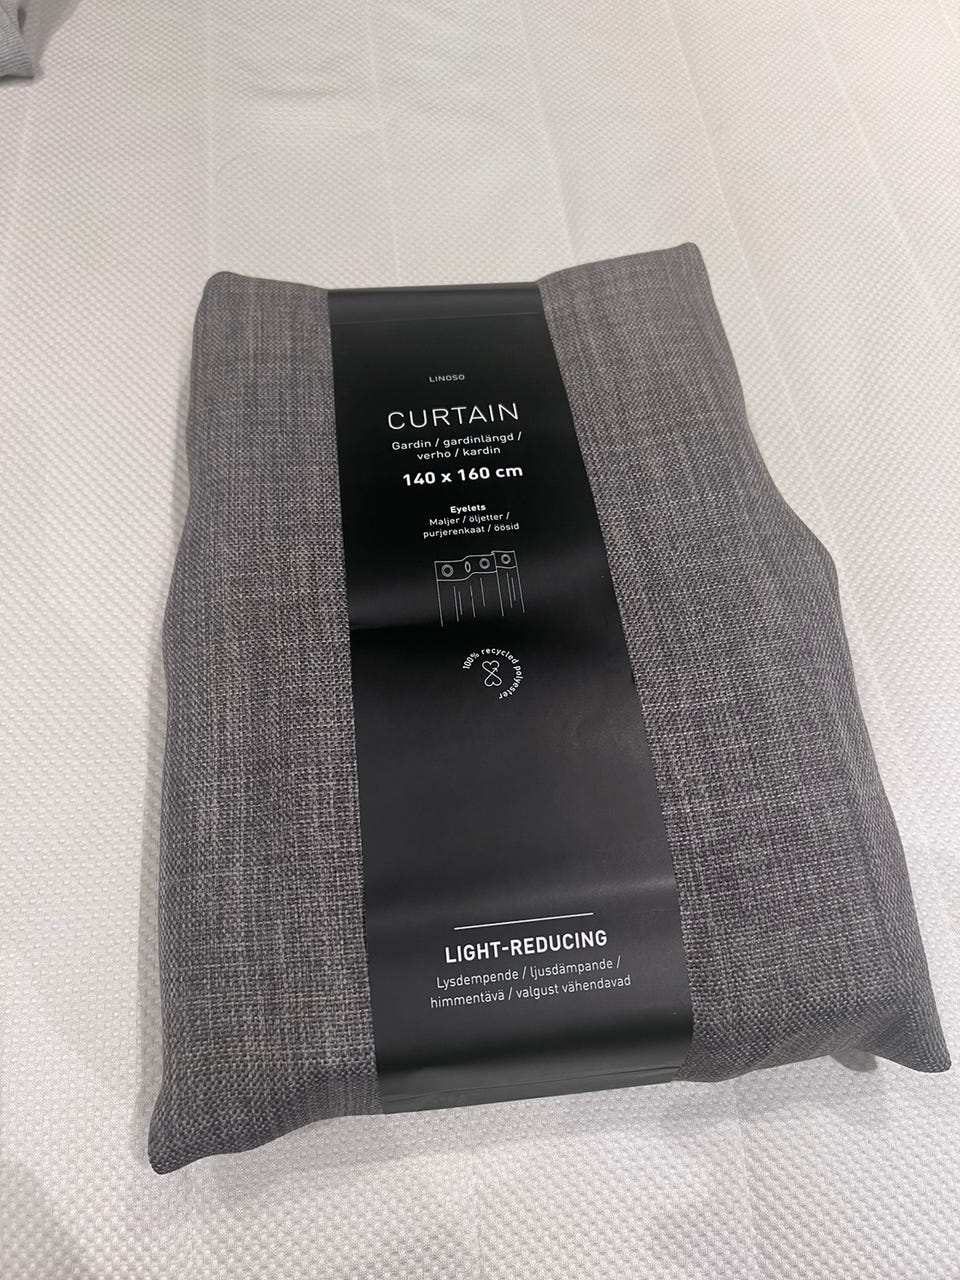 LINOSO
CURTAIN
Gardin / gardinlängd /
verho / kardin
140 x 160 cm
Eyelets
Maljer / öljetter /
purjerenkaat / öösid
100% recycled polyester
LIGHT-REDUCING
Lysdempende / ljusdämpande /
himmentävä / valgust vähendavad